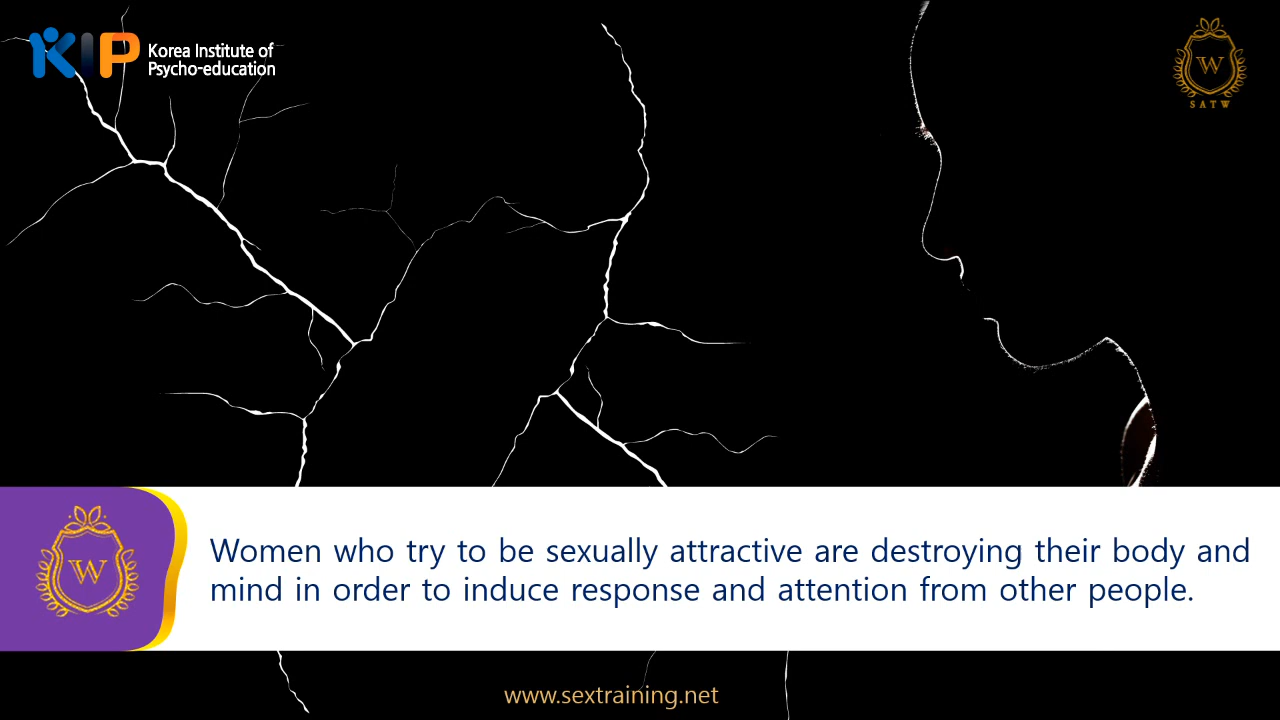 KIP
Korea Institute of
Psycho-education
W
SATW
W
Women who try to be sexually attractive are destroying their body and
mind in order to induce response and attention from other people.
www.sextraining.net